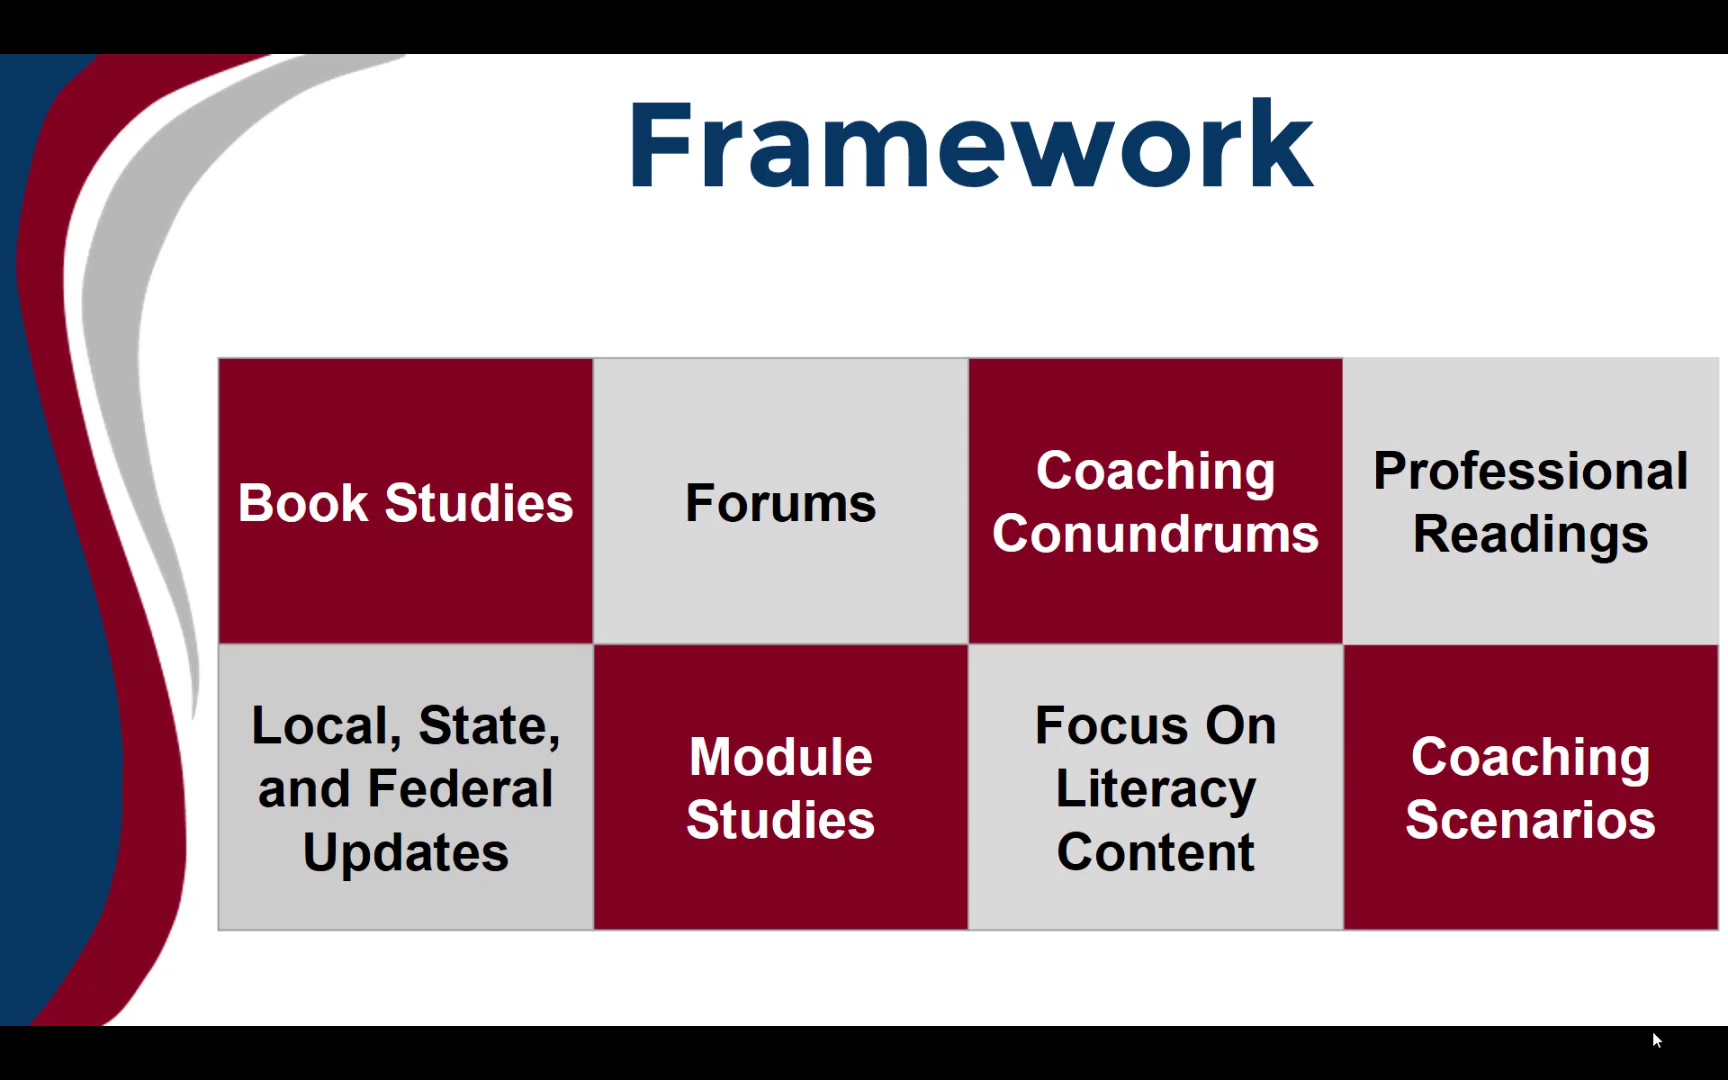 Framework
Book Studies
Forums
Coaching
Conundrums
Professional
Readings
Local, State,
and Federal
Updates
Module
Studies
Focus On
Literacy
Content
Coaching
Scenarios